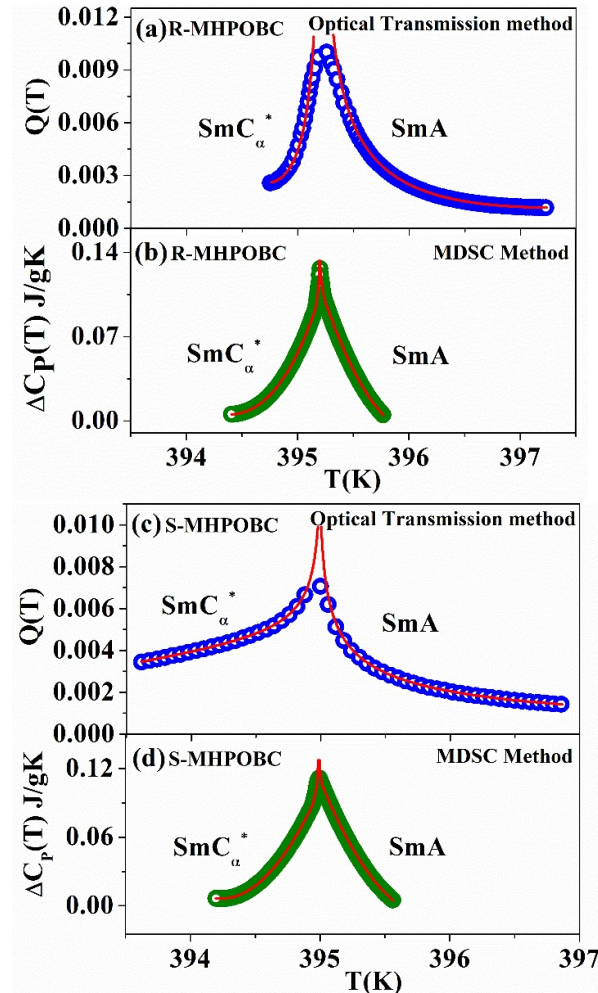 (a) R-MHPOBC Optical Transmission method
0.012
0.009
0.006
0.003
0.000
Q(T)
SmCα* SmA
(b) R-MHPOBC MDSC Method
0.14
0.07
0.00
ΔCP(T) J/gK
SmCα* SmA
394 395 396 397
T(K)
(c) S-MHPOBC Optical Transmission method
0.010
0.008
0.006
0.004
0.002
0.000
Q(T)
SmCα* SmA
(d) S-MHPOBC MDSC Method
0.12
0.06
0.00
ΔCP(T) J/gK
SmCα* SmA
394 395 396 397
T(K)